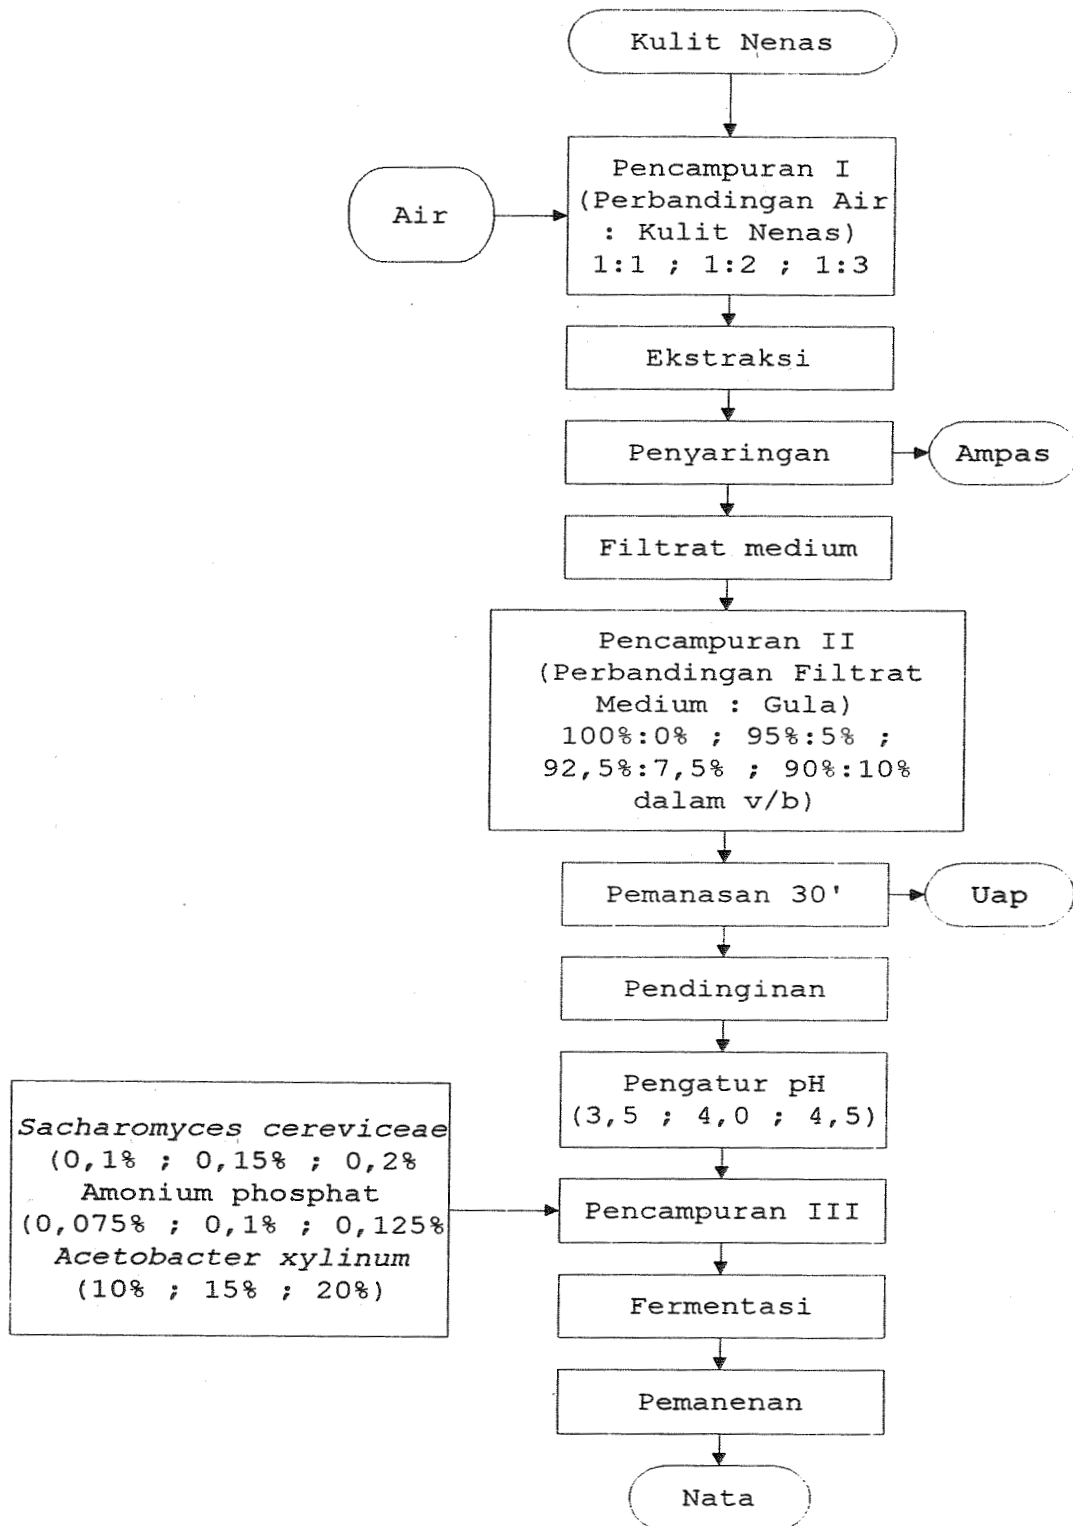 Kulit Nenas
Pencampuran I
(Perbandingan Air
: Kulit Nenas)
1:1 ; 1:2 ; 1:3
Air
Ekstraksi
Penyaringan
Ampas
Filtrat medium
Pencampuran II
(Perbandingan Filtrat
Medium : Gula)
100%:0% ; 95%:5% ;
92,5%:7,5% ; 90%:10%
dalam v/b)
Pemanasan 30'
Uap
Pendinginan
Pengatur pH
(3,5 ; 4,0 ; 4,5)
Sacharomyces cereviceae
(0,1% ; 0,15% ; 0,2%
Amonium phosphat
(0,075% ; 0,1% ; 0,125%
Acetobacter xylinum
(10% ; 15% ; 20%)
Pencampuran III
Fermentasi
Pemanenan
Nata